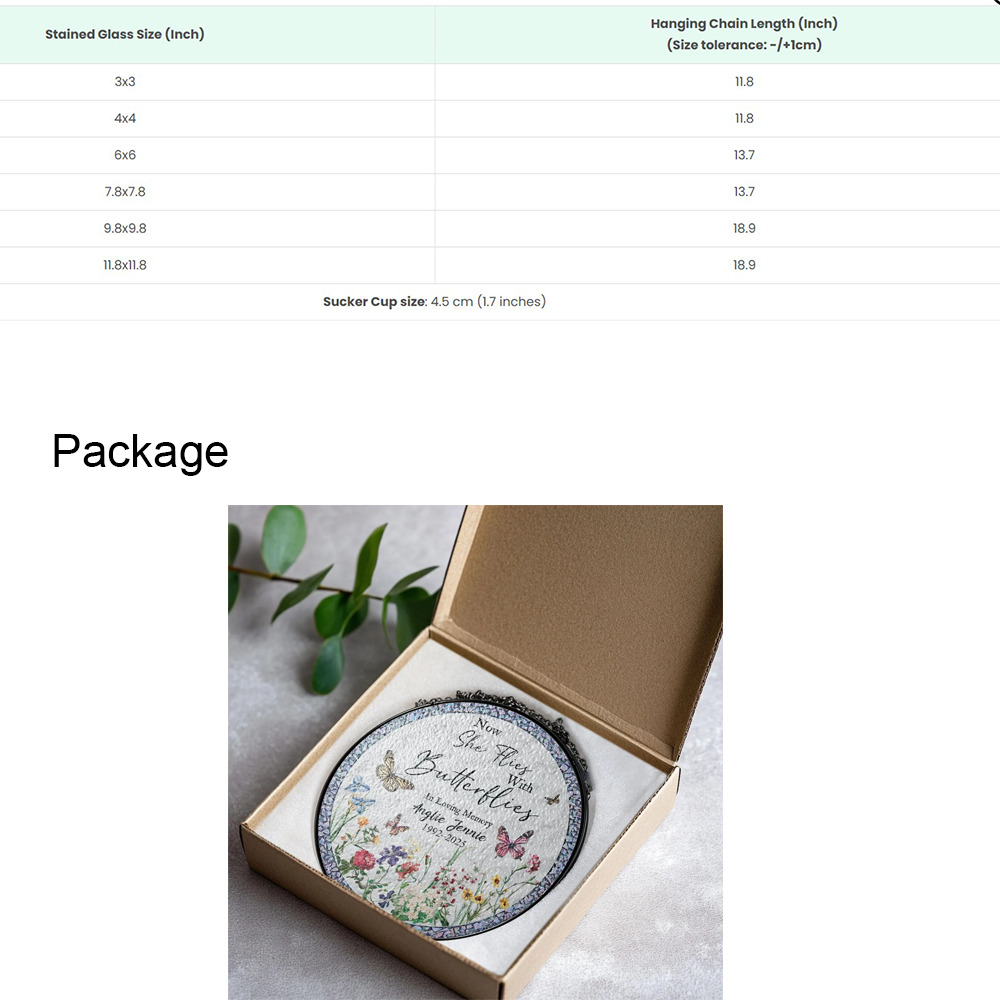 Stained Glass Size (Inch) Hanging Chain Length (Inch)
(Size tolerance: -/+1cm)
3x3 11.8
4x4 11.8
6x6 13.7
7.8x7.8 13.7
9.8x9.8 18.9
11.8x11.8 18.9
Sucker Cup size: 4.5 cm (1.7 inches)
Package
Now
She Flies
With
Butterflies
In Loving Memory
Anglie Jennie
1992-2025